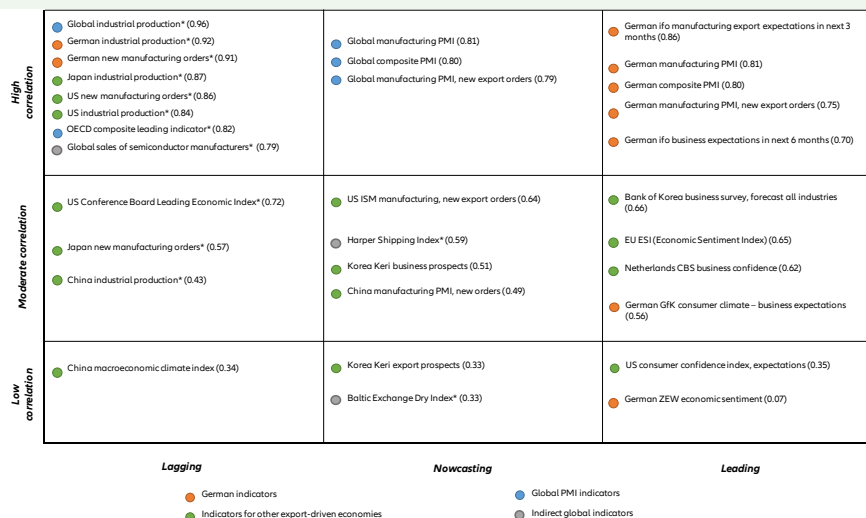 High
correlation
Global industrial production* (0.96)
German industrial production* (0.92)
German new manufacturing orders* (0.91)
Japan industrial production* (0.87)
US new manufacturing orders* (0.86)
US industrial production* (0.84)
OECD composite leading indicator* (0.82)
Global sales of semiconductor manufacturers* (0.79)
Global manufacturing PMI (0.81)
Global composite PMI (0.80)
Global manufacturing PMI, new export orders (0.79)
German ifo manufacturing export expectations in next 3
months (0.86)
German manufacturing PMI (0.81)
German composite PMI (0.80)
German manufacturing PMI, new export orders (0.75)
German ifo business expectations in next 6 months (0.70)
Moderate correlation
US Conference Board Leading Economic Index* (0.72)
Japan new manufacturing orders* (0.57)
China industrial production* (0.43)
US ISM manufacturing, new export orders (0.64)
Harper Shipping Index* (0.59)
Korea Keri business prospects (0.51)
China manufacturing PMI, new orders (0.49)
Bank of Korea business survey, forecast all industries
(0.66)
EU ESI (Economic Sentiment Index) (0.65)
Netherlands CBS business confidence (0.62)
German GfK consumer climate – business expectations
(0.56)
Low
correlation
China macroeconomic climate index (0.34)
Korea Keri export prospects (0.33)
Baltic Exchange Dry Index* (0.33)
US consumer confidence index, expectations (0.35)
German ZEW economic sentiment (0.07)
Lagging
Nowcasting
Leading
German indicators
Global PMI indicators
Indicators for other export-driven economies
Indirect global indicators